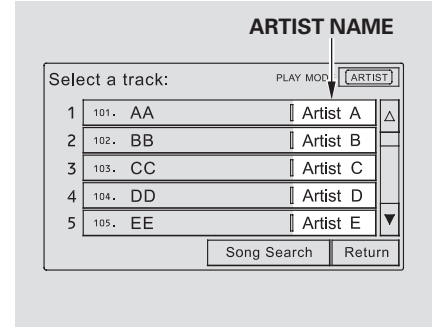 ARTIST NAME
Select a track: PLAY MODE [ARTIST]
1 101. AA Artist A
2 102. BB Artist B
3 103. CC Artist C
4 104. DD Artist D
5 105. EE Artist E
Song Search Return